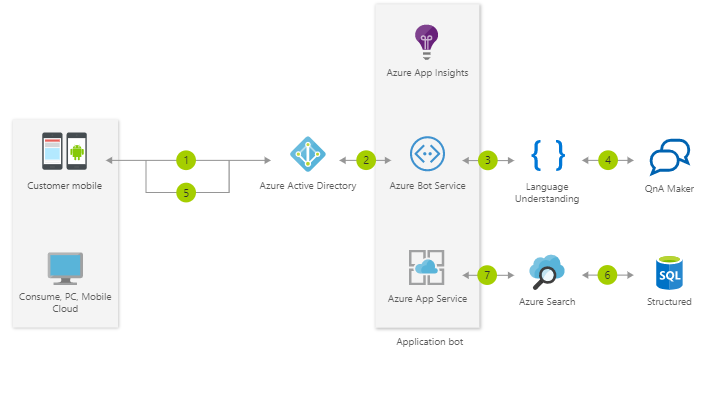 Azure App Insights
1
2
3
4
5
Customer mobile
Azure Active Directory
Azure Bot Service
Language
Understanding
QnA Maker
7
6
SQL
Consume, PC, Mobile
Cloud
Azure App Service
Azure Search
Structured
Application bot